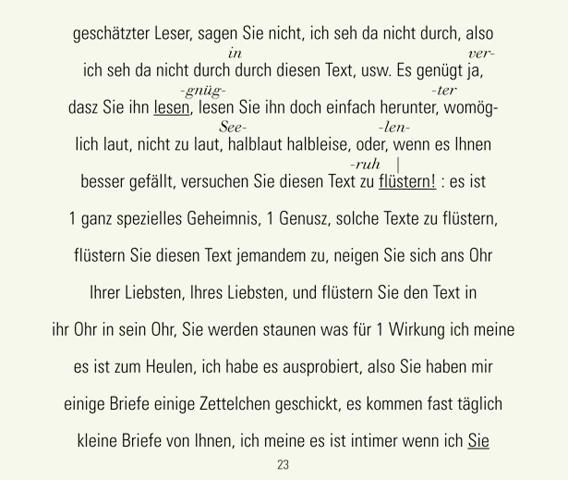 geschätzter Leser, sagen Sie nicht, ich seh da nicht durch, also
in ver-
ich seh da nicht durch durch diesen Text, usw. Es genügt ja,
-gnüg- -ter
dasz Sie ihn lesen, lesen Sie ihn doch einfach herunter, womög-
See- -len-
lich laut, nicht zu laut, halblaut halbleise, oder, wenn es Ihnen
-ruh |
besser gefällt, versuchen Sie diesen Text zu flüstern! : es ist
1 ganz spezielles Geheimnis, 1 Genusz, solche Texte zu flüstern,
flüstern Sie diesen Text jemandem zu, neigen Sie sich ans Ohr
Ihrer Liebsten, Ihres Liebsten, und flüstern Sie den Text in
ihr Ohr in sein Ohr, Sie werden staunen was für 1 Wirkung ich meine
es ist zum Heulen, ich habe es ausprobiert, also Sie haben mir
einige Briefe einige Zettelchen geschickt, es kommen fast täglich
kleine Briefe von Ihnen, ich meine es ist intimer wenn ich Sie
23